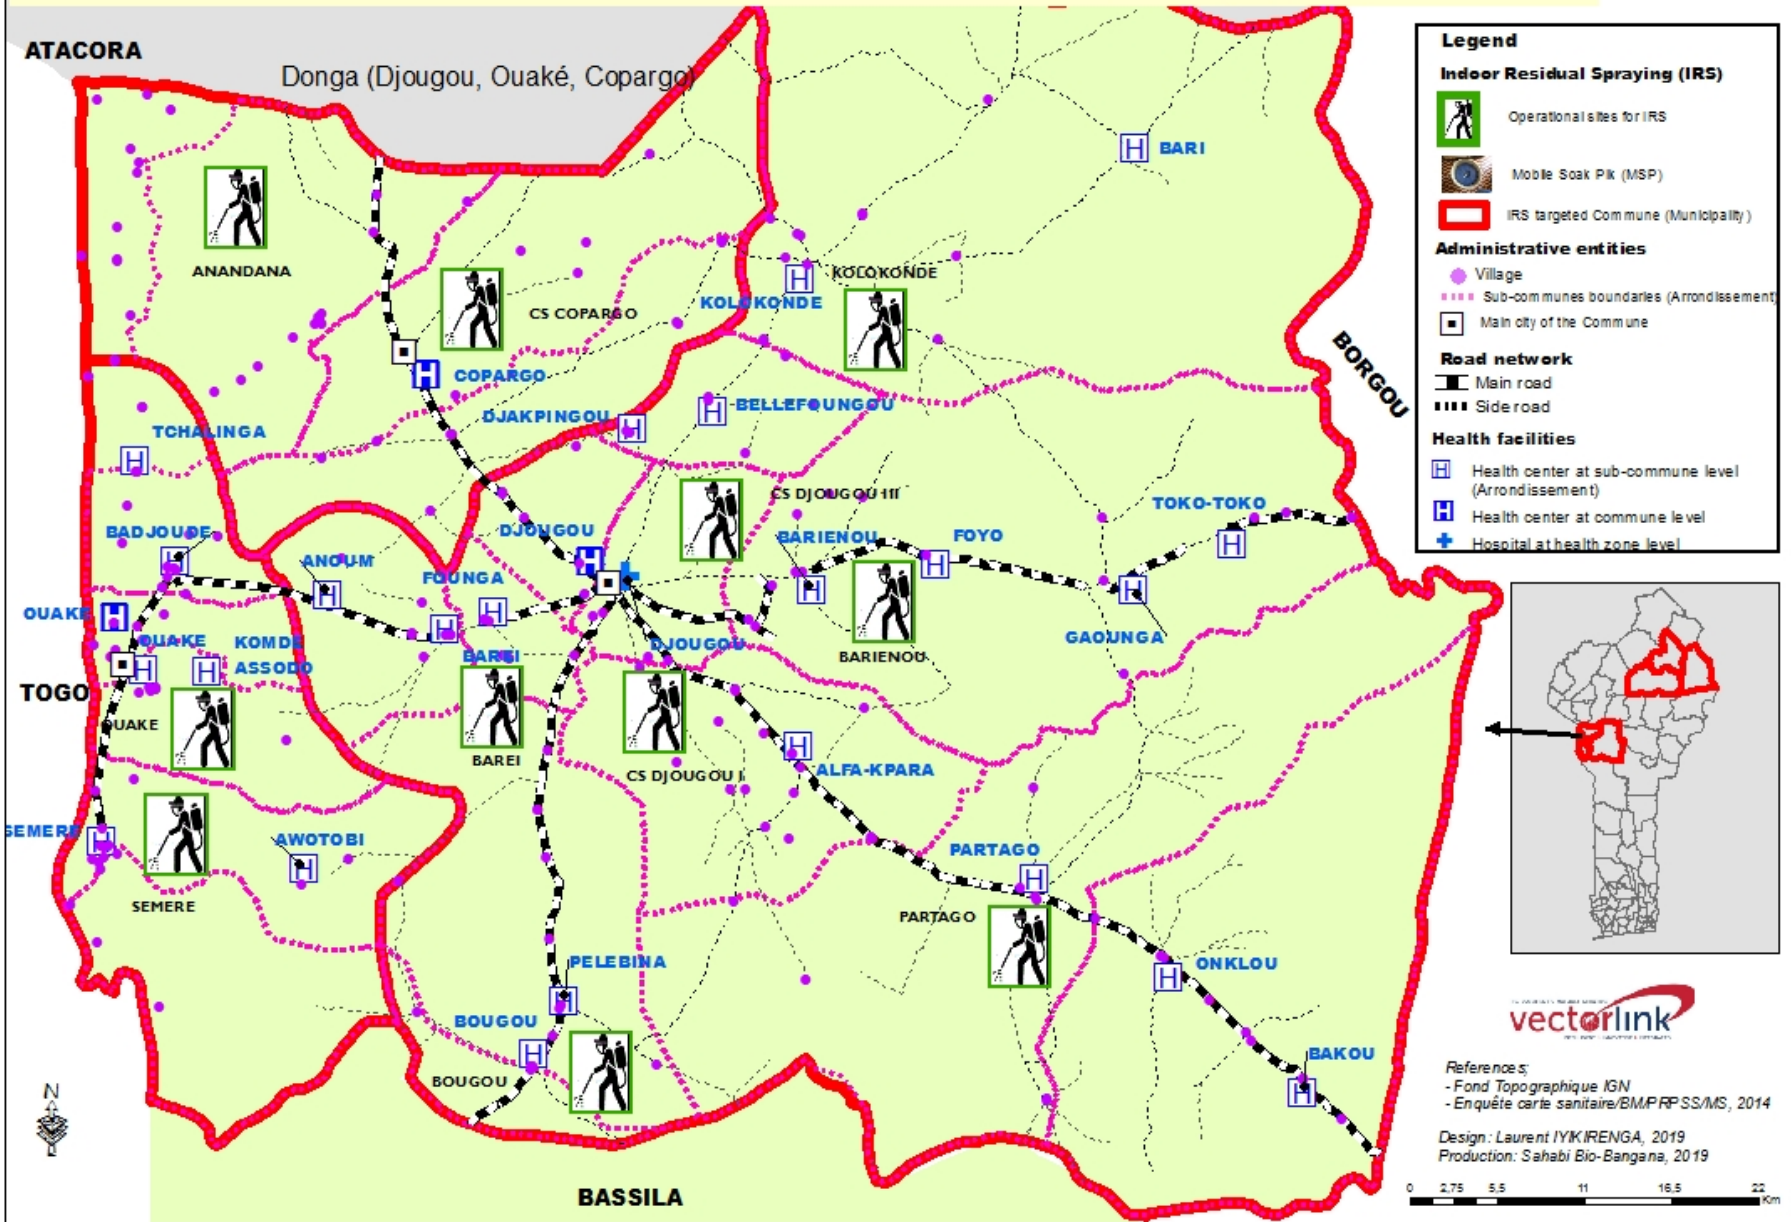 ATACORA
Donga (Djougou, Ouaké, Copargo)
BARI
ANANDANA
KOLOKONDE
KOLOKONDE
CS COPARGO
COPARGO
DJAKPINGOU
BELLEFOUNGOU
BORGOU
TCHALINGA
CS DJOUGOU III
TOKO-TOKO
BADJOUDE
DJOUGOU
BARIENOU
FOYO
ANOUM
FOUNGA
OUAKE
OUAKE
KOMDE
ASSODO
BAREI
DJOUGOU
GAOUNGA
BARIENOU
TOGO
OUAKE
BAREI
CS DJOUGOU I
ALFA-KPARA
SEMERE
AWOTOBI
PARTAGO
SEMERE
PARTAGO
PELEBINA
ONKLOU
BOUGOU
BAKOU
BOUGOU
N
BASSILA
Legend
Indoor Residual Spraying (IRS)
Operational sites for IRS
Mobile Soak Pik (MSP)
IRS targeted Commune (Municipality)
Administrative entities
Village
Sub-communes boundaries (Arrondissement)
Main city of the Commune
Road network
Main road
Side road
Health facilities
Health center at sub-commune level
(Arrondissement)
Health center at commune level
Hospital at health zone level
vectorlink
References;
- Fond Topographique IGN
- Enquête carte sanitaire/BM/PRPSS/MS, 2014
Design: Laurent IYIKIRENGA, 2019
Production: Sahabi Bio-Bangana, 2019
0 2,75 5,5 11 16,5 22
Km